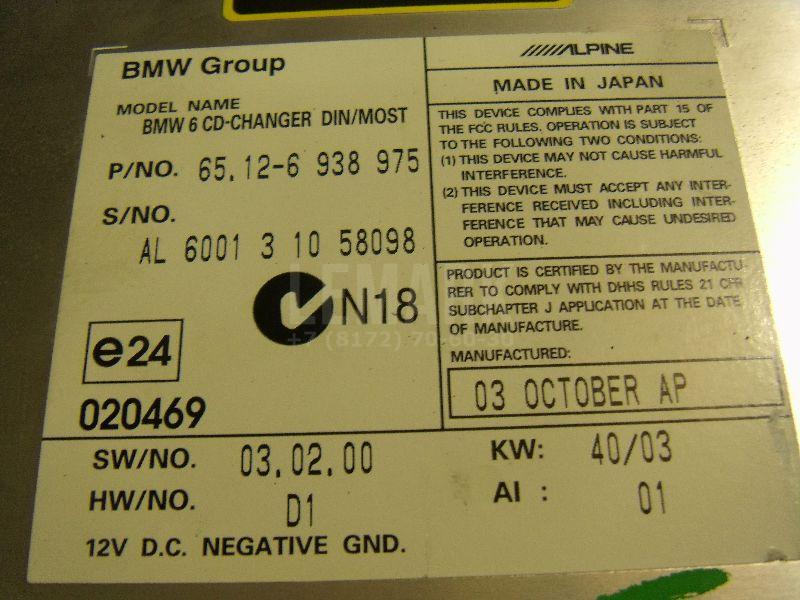 BMW Group
MODEL NAME
BMW 6 CD-CHANGER DIN/MOST
P/NO. 65.12-6 938 975
S/NO.
AL 6001 3 10 58098
N18
e24
020469
ALPINE
MADE IN JAPAN
THIS DEVICE COMPLIES WITH PART 15 OF
THE FCC RULES. OPERATION IS SUBJECT
TO THE FOLLOWING TWO CONDITIONS:
(1) THIS DEVICE MAY NOT CAUSE HARMFUL
INTERFERENCE.
(2) THIS DEVICE MUST ACCEPT ANY INTER-
FERENCE RECEIVED INCLUDING INTER-
FERENCE THAT MAY CAUSE UNDESIRED
OPERATION.
PRODUCT IS CERTIFIED BY THE MANUFACTU-
RER TO COMPLY WITH DHHS RULES 21 CFR
SUBCHAPTER J APPLICATION AT THE DATE
OF MANUFACTURE.
MANUFACTURED:
03 OCTOBER AP
SW/NO. 03.02.00
HW/NO. D1
12V D.C. NEGATIVE GND.
KW: 40/03
AI : 01